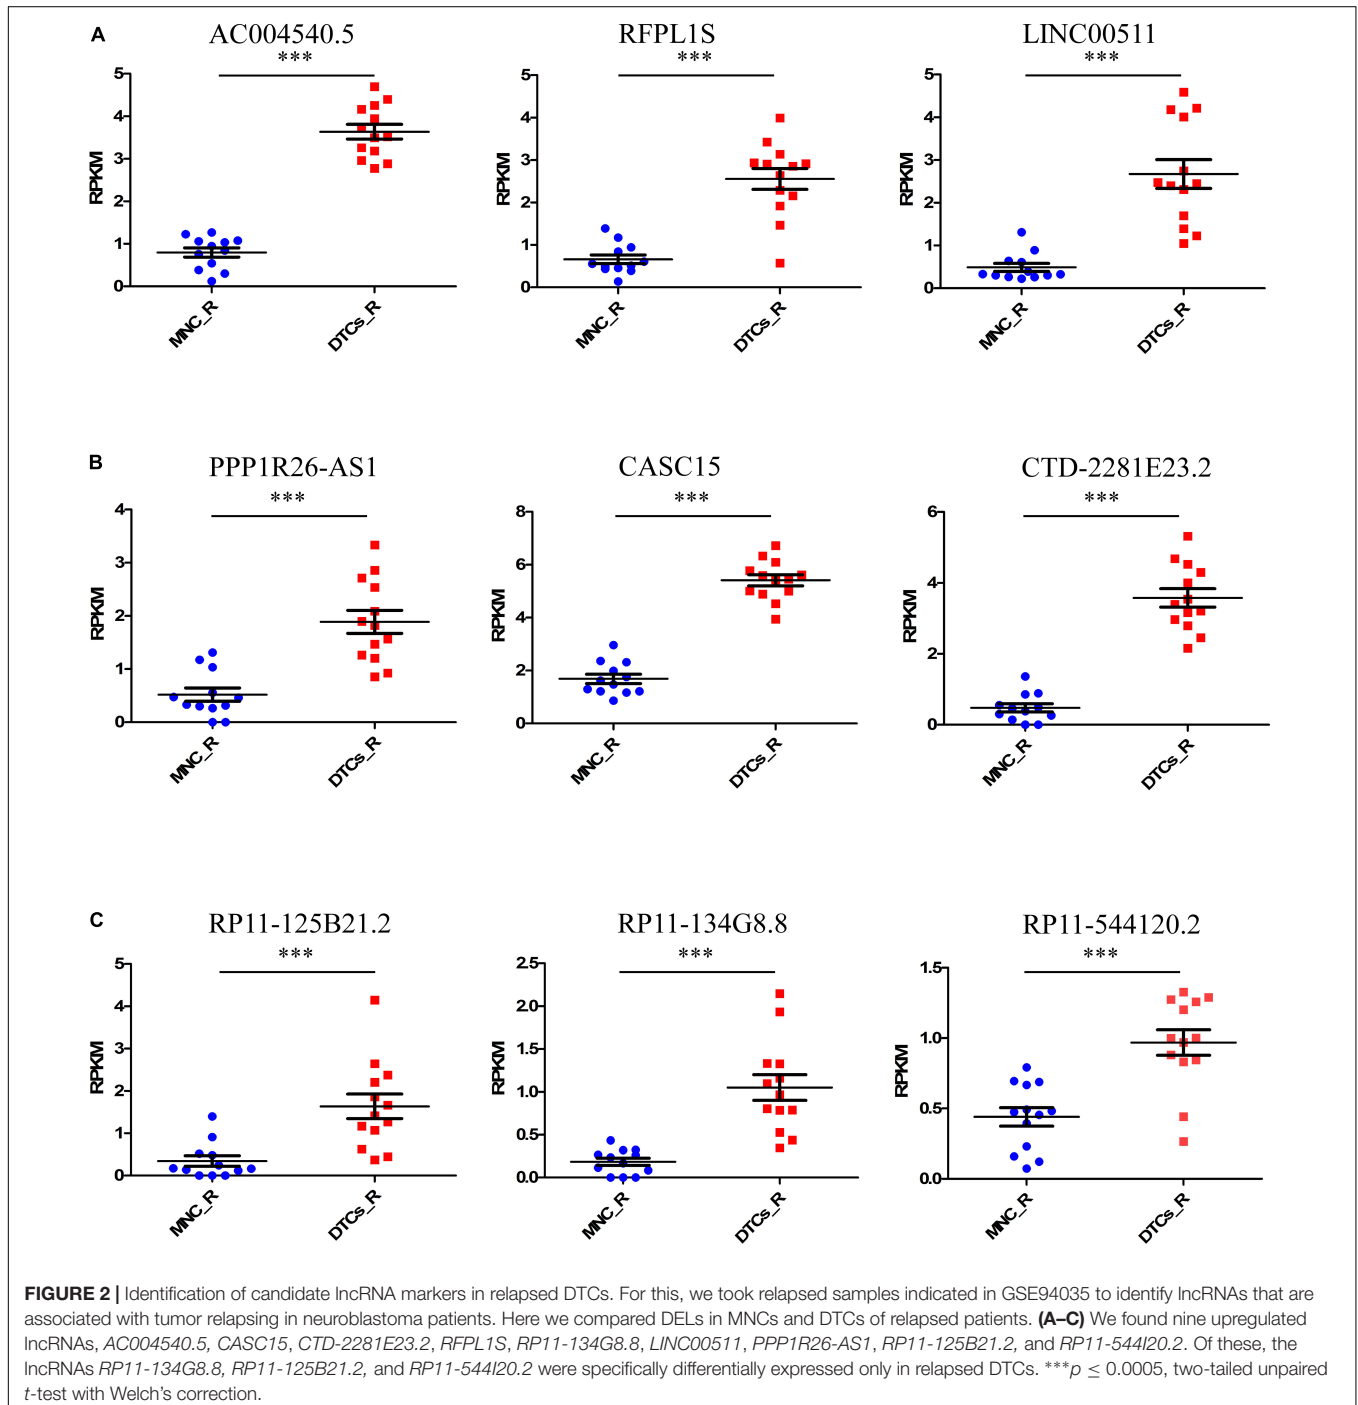 A
AC004540.5
RFPL1S
LINC00511
***
***
***
5
4
3
2
1
0
RPKM
MNC_R
DTCs_R
5
4
3
2
1
0
RPKM
MNC_R
DTCs_R
5
4
3
2
1
0
RPKM
MNC_R
DTCs_R
B
PPP1R26-AS1
CASC15
CTD-2281E23.2
***
***
***
4
3
2
1
0
RPKM
MNC_R
DTCs_R
8
6
4
2
0
RPKM
MNC_R
DTCs_R
6
4
2
0
RPKM
MNC_R
DTCs_R
C
RP11-125B21.2
RP11-134G8.8
RP11-544120.2
***
***
***
5
4
3
2
1
0
RPKM
MNC_R
DTCs_R
2.5
2.0
1.5
1.0
0.5
0.0
RPKM
MNC_R
DTCs_R
1.5
1.0
0.5
0.0
RPKM
MNC_R
DTCs_R
FIGURE 2 | Identification of candidate lncRNA markers in relapsed DTCs. For this, we took relapsed samples indicated in GSE94035 to identify lncRNAs that are
associated with tumor relapsing in neuroblastoma patients. Here we compared DELs in MNCs and DTCs of relapsed patients. (A–C) We found nine upregulated
lncRNAs, AC004540.5, CASC15, CTD-2281E23.2, RFPL1S, RP11-134G8.8, LINC00511, PPP1R26-AS1, RP11-125B21.2, and RP11-544I20.2. Of these, the
lncRNAs RP11-134G8.8, RP11-125B21.2, and RP11-544I20.2 were specifically differentially expressed only in relapsed DTCs. ***p ≤ 0.0005, two-tailed unpaired
t-test with Welch's correction.